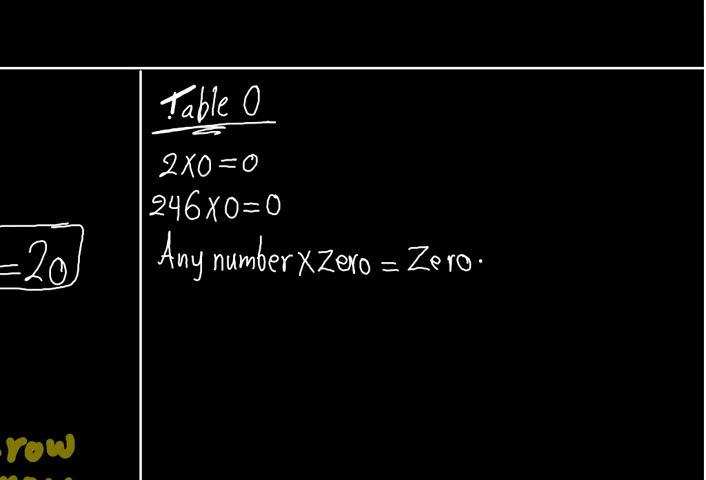 Table 0
2x0=0
246x0=0
=20
Any number x Zero = Zero.
row